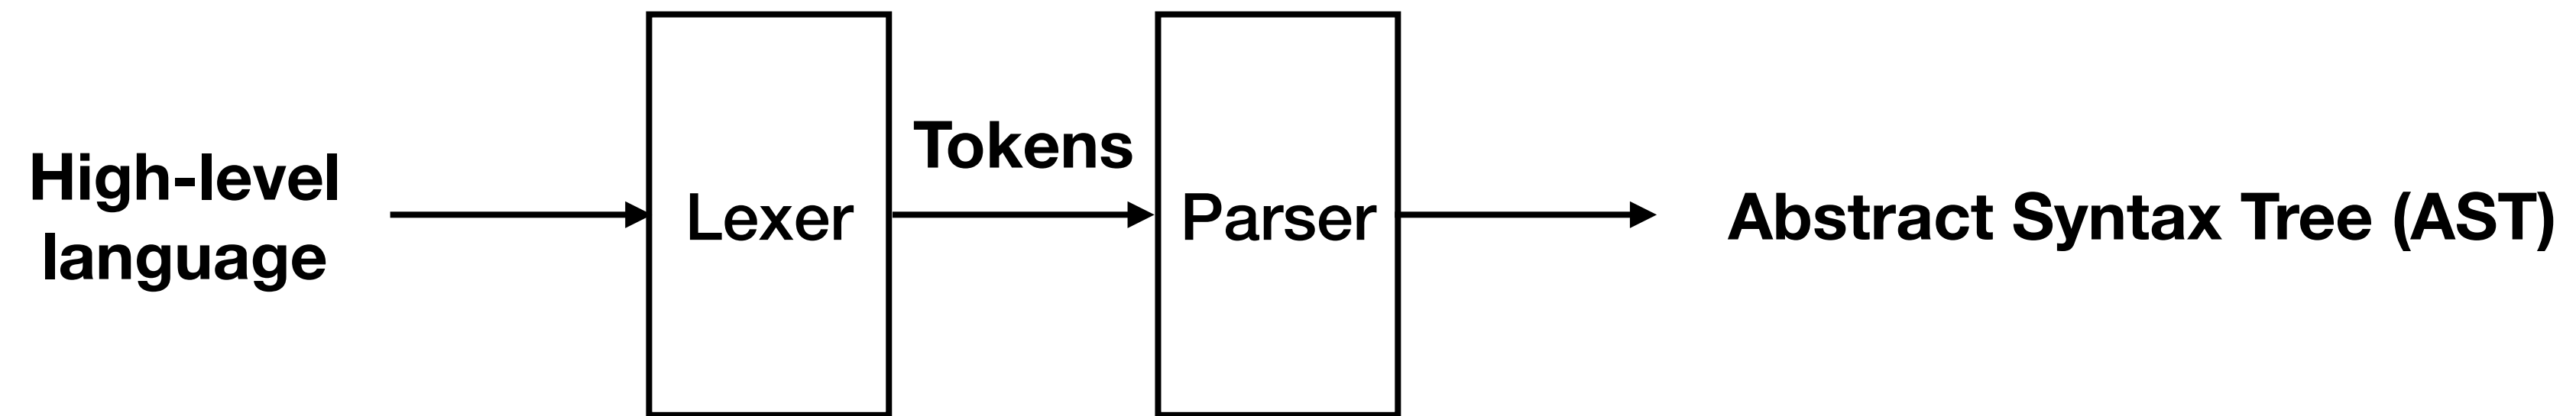 High-level
language
Lexer
Tokens
Parser
Abstract Syntax Tree (AST)